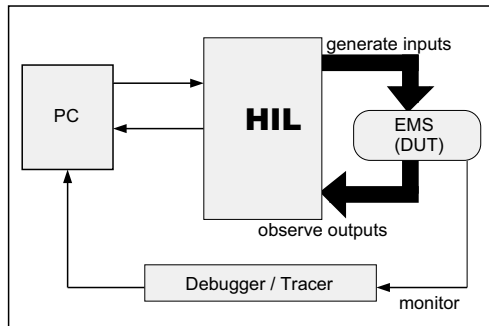 generate inputs
PC
HIL
EMS
(DUT)
observe outputs
Debugger / Tracer
monitor